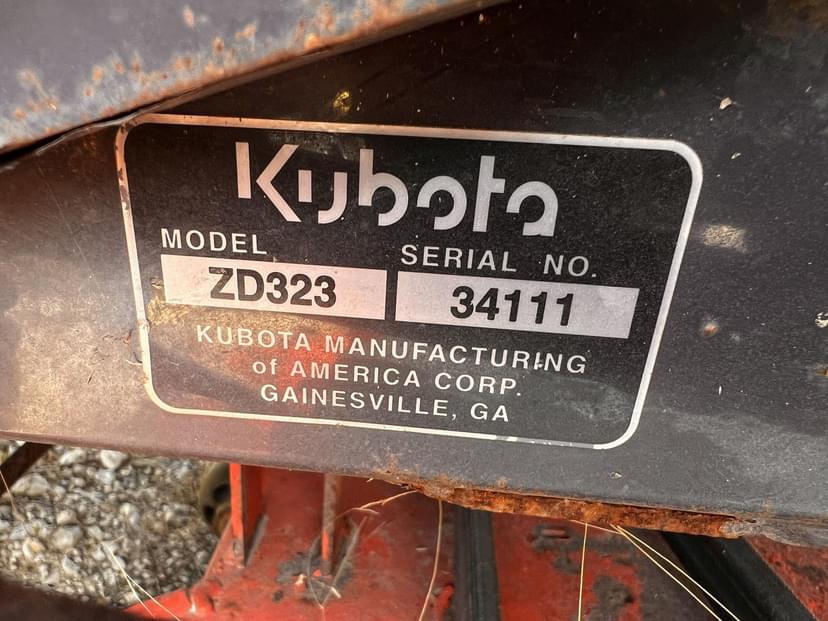 Kubota
MODEL SERIAL NO.
ZD323 34111
KUBOTA MANUFACTURING
of AMERICA CORP.
GAINESVILLE, GA